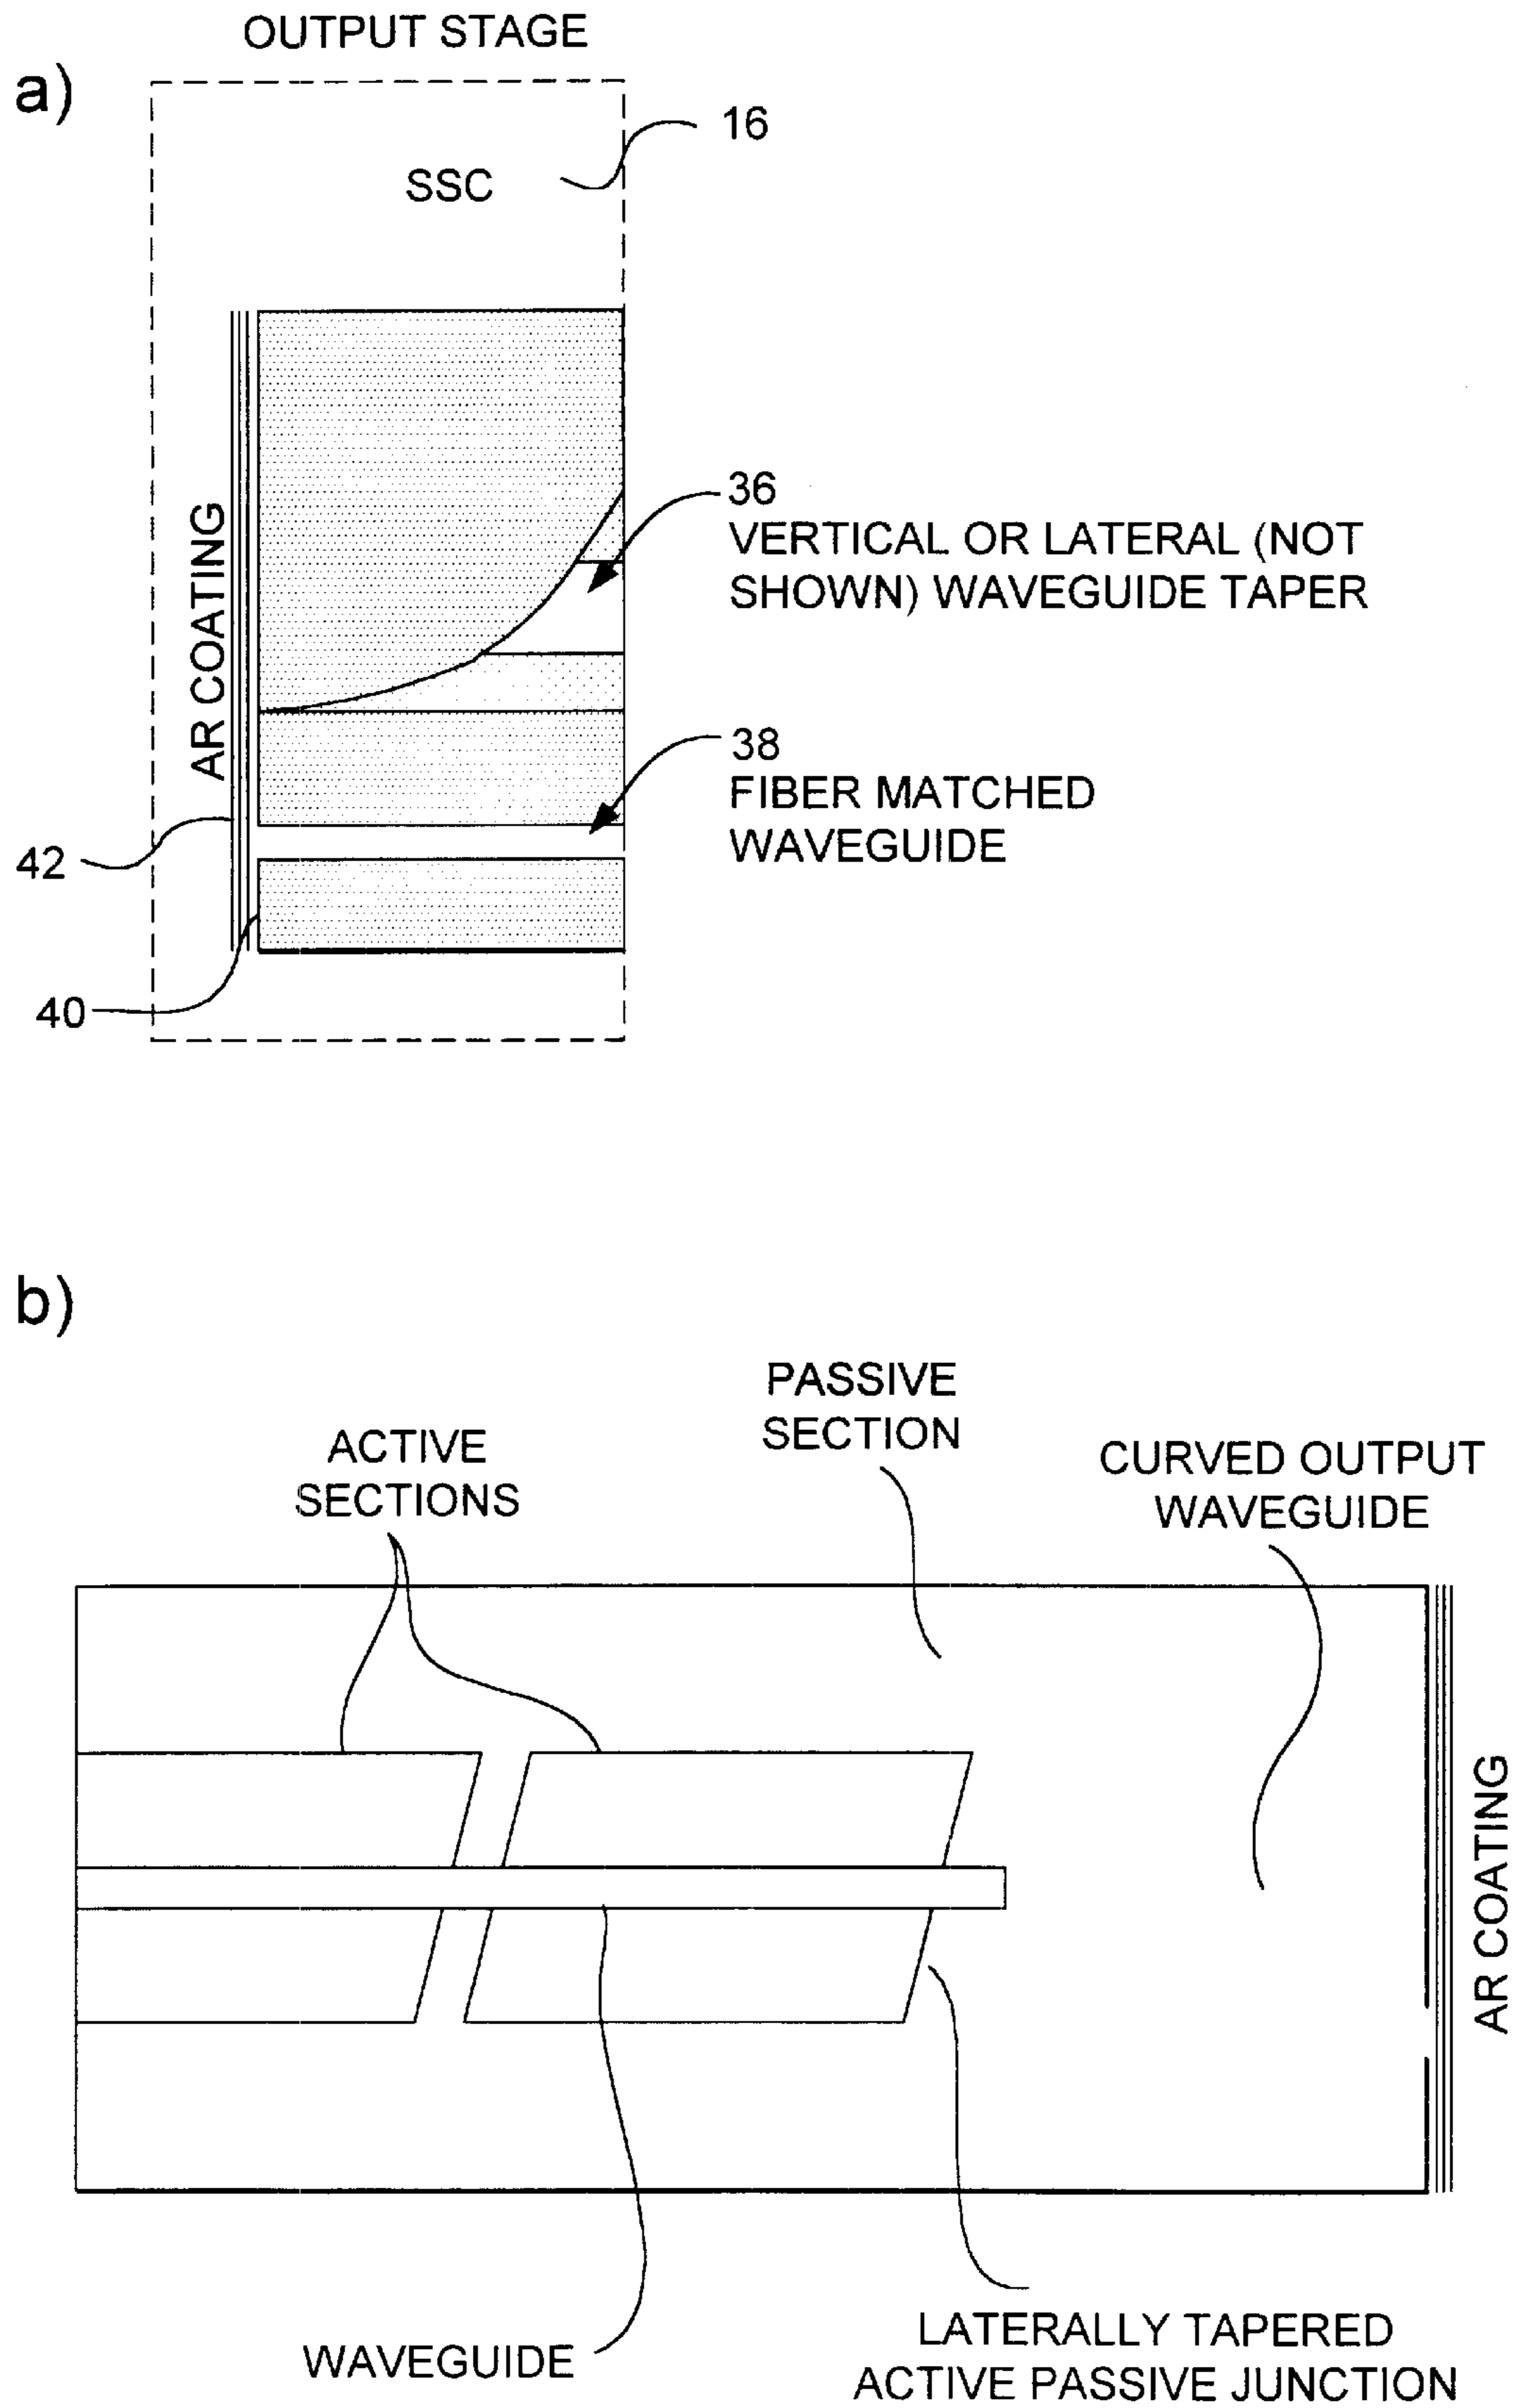 OUTPUT STAGE
a)
16
SSC
AR COATING
36
VERTICAL OR LATERAL (NOT
SHOWN) WAVEGUIDE TAPER
38
FIBER MATCHED
WAVEGUIDE
42
40
b)
PASSIVE
SECTION
ACTIVE
SECTIONS
CURVED OUTPUT
WAVEGUIDE
AR COATING
WAVEGUIDE
LATERALLY TAPERED
ACTIVE PASSIVE JUNCTION